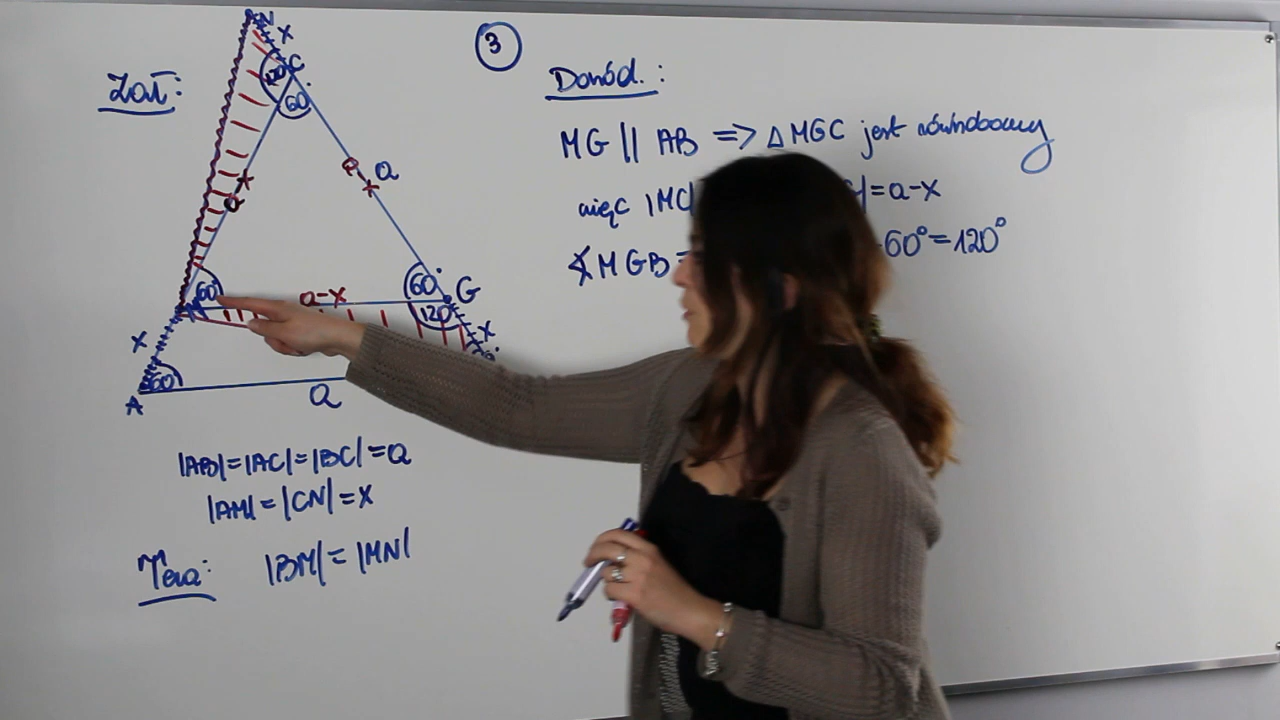 Zał:
N
x
C
120
60
a
a
60
60
G
a-x
120
x
x
60
A
a
|AB|=|AC|=|BC|=a
|AM|=|CN|=x
Teza: |BM|=|MN|
3
Dowód.:
MG || AB => △MGC jest równoboczny
więc |MC| |=a-x
∢MGB= 60°=120°